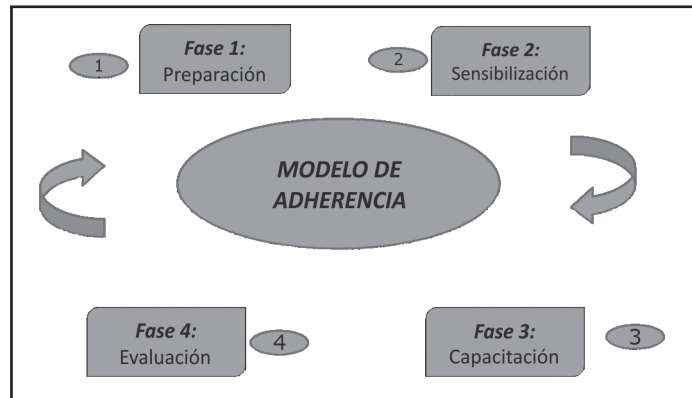 1
Fase 1:
Preparación
2
Fase 2:
Sensibilización
MODELO DE
ADHERENCIA
Fase 4:
Evaluación
4
Fase 3:
Capacitación
3